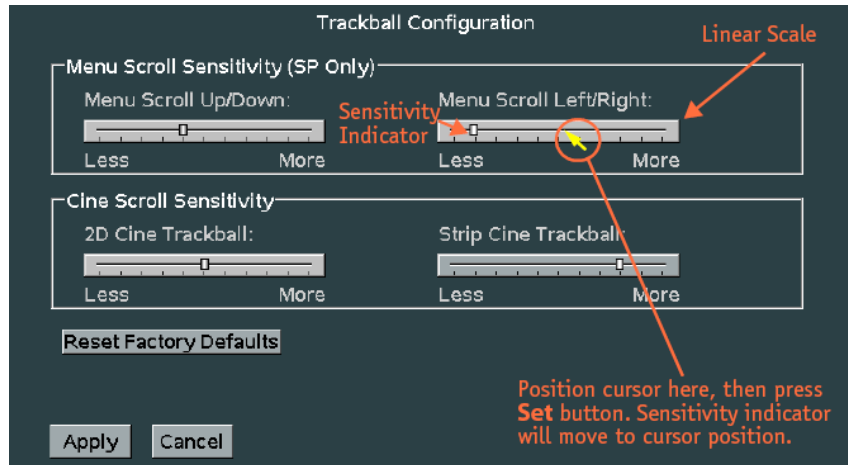 Trackball Configuration
Linear Scale
Menu Scroll Sensitivity (SP Only)
Menu Scroll Up/Down:
Menu Scroll Left/Right:
Sensitivity
Indicator
Less
More
Less
More
Cine Scroll Sensitivity
2D Cine Trackball:
Strip Cine Trackball:
Less
More
Less
More
Reset Factory Defaults
Position cursor here, then press
Set button. Sensitivity indicator
will move to cursor position.
Apply
Cancel